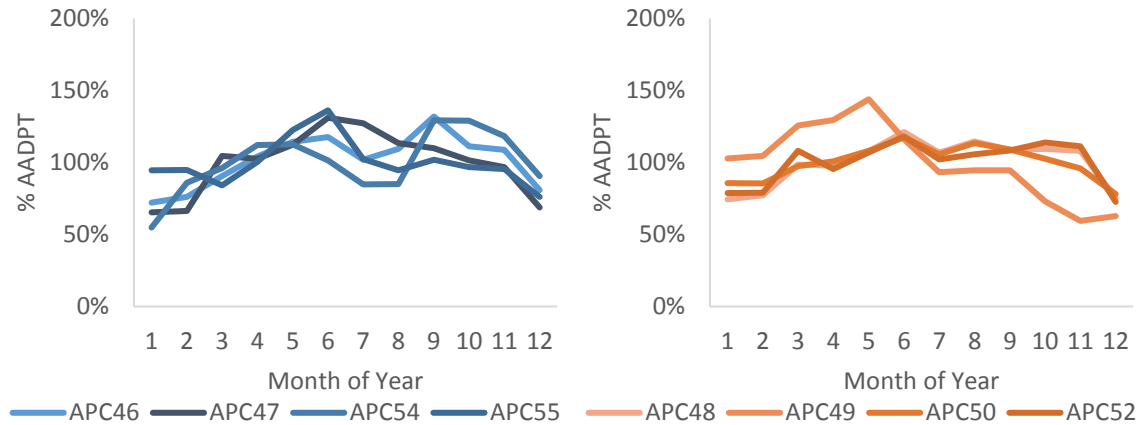 200%
150%
100%
50%
0%
% AADPT
1 2 3 4 5 6 7 8 9 10 11 12
Month of Year
APC46 APC47 APC54 APC55
200%
150%
100%
50%
0%
% AADPT
1 2 3 4 5 6 7 8 9 10 11 12
Month of Year
APC48 APC49 APC50 APC52